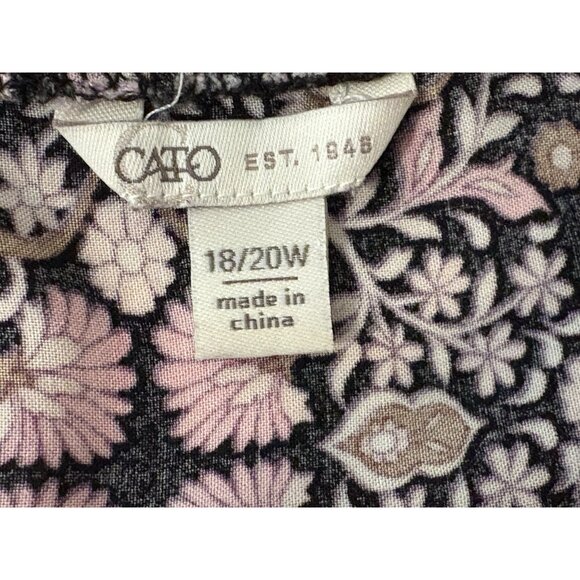 CATO EST. 1946
18/20W
made in
china